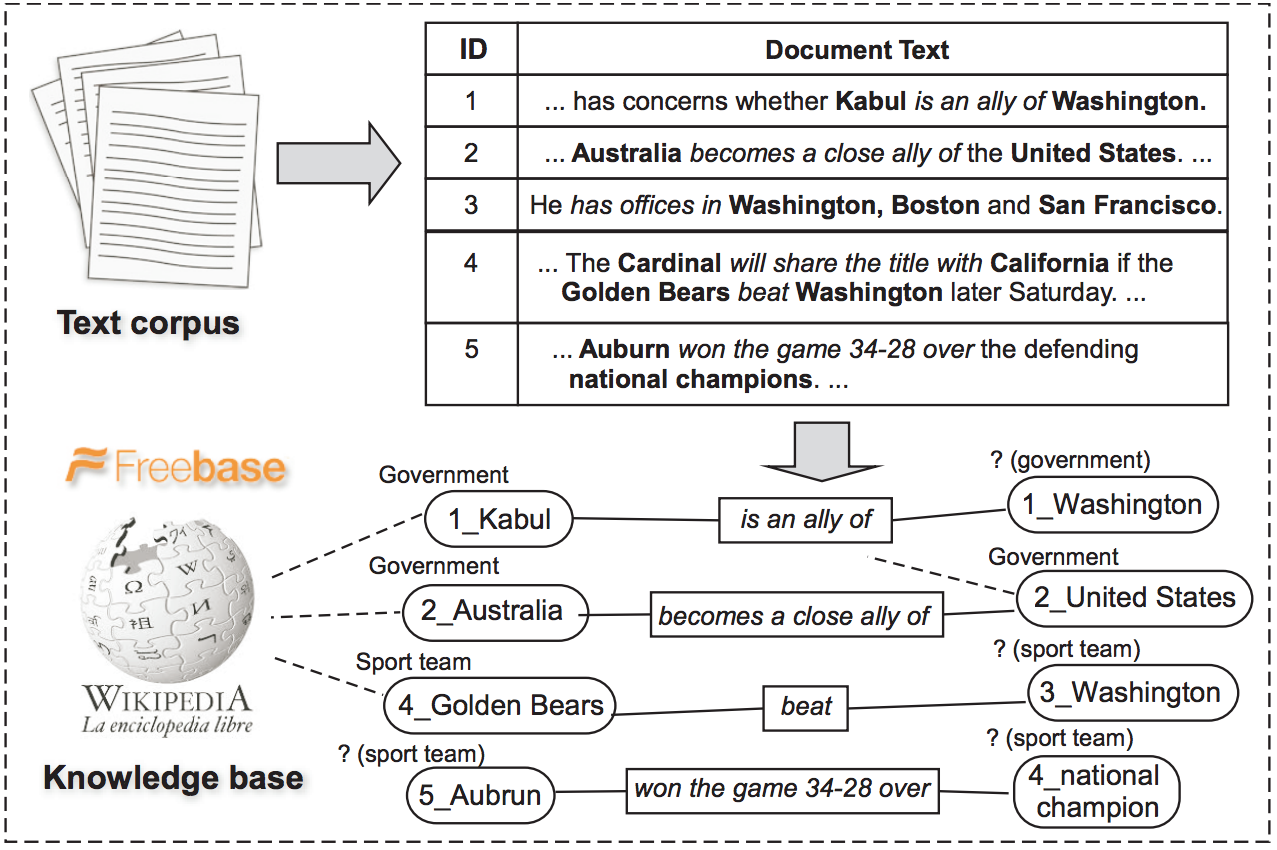 ID Document Text
1 ... has concerns whether Kabul is an ally of Washington.
2 ... Australia becomes a close ally of the United States. ...
3 He has offices in Washington, Boston and San Francisco.
4 ... The Cardinal will share the title with California if the
Golden Bears beat Washington later Saturday. ...
5 ... Auburn won the game 34-28 over the defending
national champions. ...
Text corpus
Freebase
WIKIPEDIA
La enciclopedia libre
Knowledge base
Government
1_Kabul
is an ally of
? (government)
1_Washington
Government
2_Australia
becomes a close ally of
Government
2_United States
Sport team
4_Golden Bears
beat
? (sport team)
3_Washington
? (sport team)
5_Aubrun
won the game 34-28 over
? (sport team)
4_national
champion